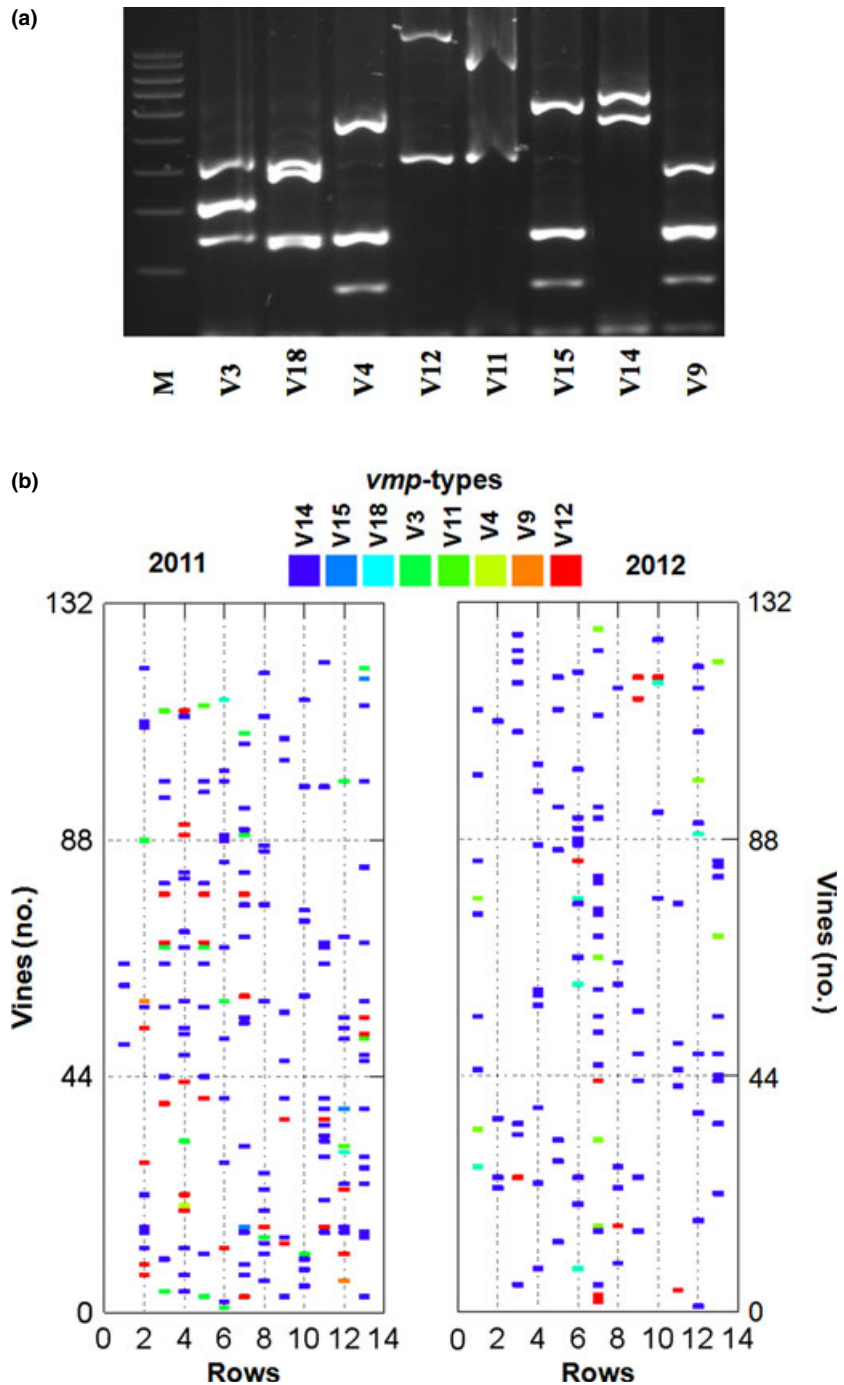 (a)
M V3 V18 V4 V12 V11 V15 V14 V9
(b)
vmp-types
V14 V15 V18 V3 V11 V4 V9 V12
2011
2012
132
88
44
0
Vines (no.)
0 2 4 6 8 10 12 14
Rows
132
88
44
0
Vines (no.)
0 2 4 6 8 10 12 14
Rows